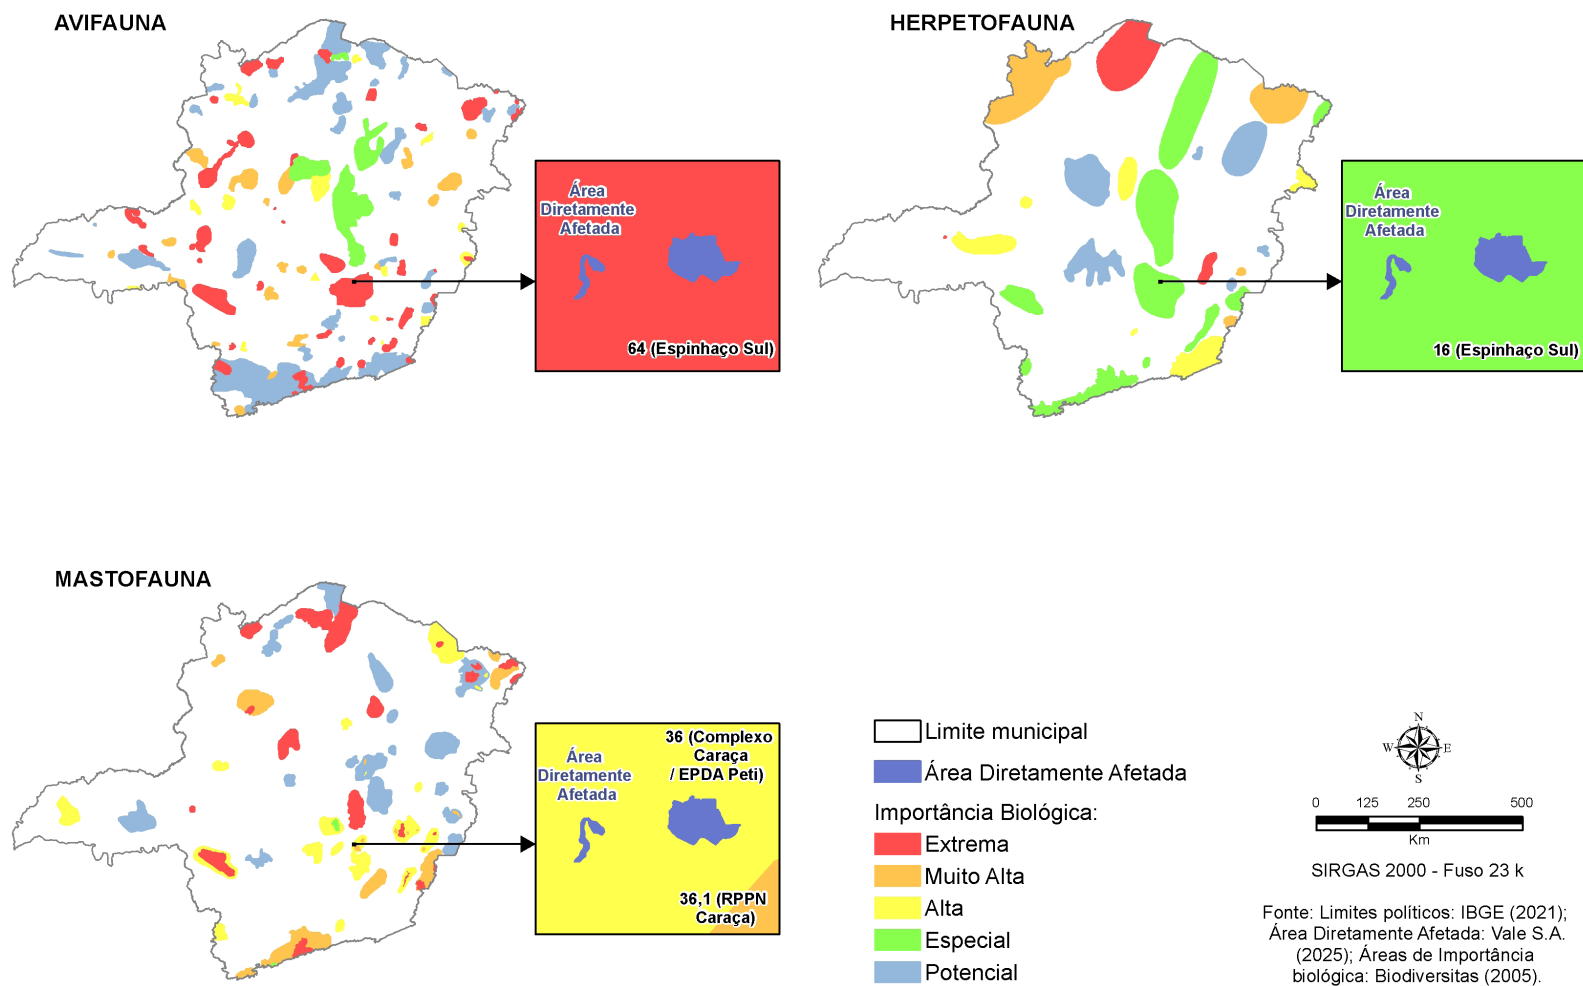 AVIFAUNA
Área
Diretamente
Afetada
64 (Espinhaço Sul)
HERPETOFAUNA
Área
Diretamente
Afetada
16 (Espinhaço Sul)
MASTOFAUNA
36 (Complexo
Caraça
/ EPDA Peti)
Área
Diretamente
Afetada
36,1 (RPPN
Caraça)
Limite municipal
Área Diretamente Afetada
Importância Biológica:
Extrema
Muito Alta
Alta
Especial
Potencial
N
W E
S
0 125 250 500
Km
SIRGAS 2000 - Fuso 23 k
Fonte: Limites políticos: IBGE (2021);
Área Diretamente Afetada: Vale S.A.
(2025); Áreas de Importância
biológica: Biodiversitas (2005).